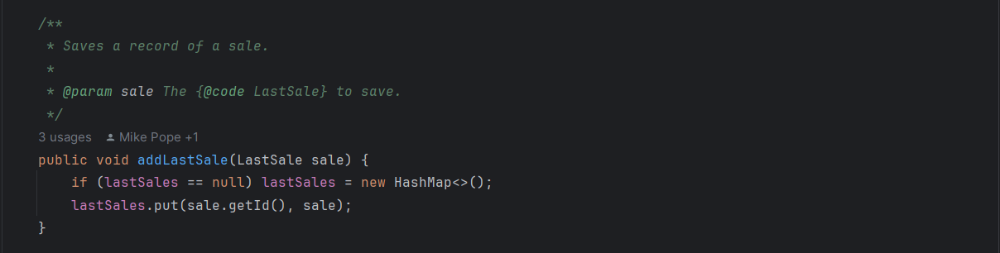 /**
 * Saves a record of a sale.
 *
 * @param sale The {@code LastSale} to save.
 */
3 usages   Mike Pope +1
public void addLastSale(LastSale sale) {
    if (lastSales == null) lastSales = new HashMap<>();
    lastSales.put(sale.getId(), sale);
}